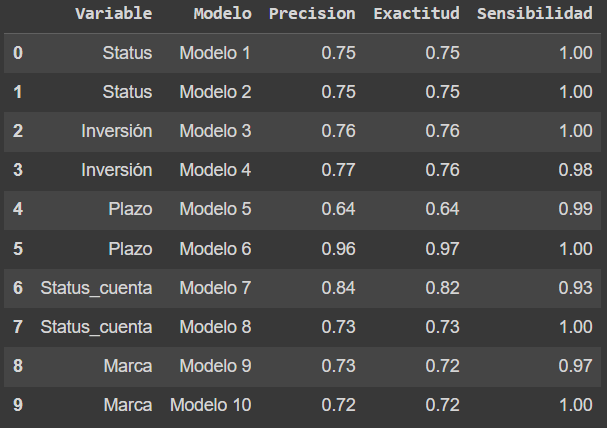 Variable Modelo Precision Exactitud Sensibilidad
0 Status Modelo 1 0.75 0.75 1.00
1 Status Modelo 2 0.75 0.75 1.00
2 Inversión Modelo 3 0.76 0.76 1.00
3 Inversión Modelo 4 0.77 0.76 0.98
4 Plazo Modelo 5 0.64 0.64 0.99
5 Plazo Modelo 6 0.96 0.97 1.00
6 Status_cuenta Modelo 7 0.84 0.82 0.93
7 Status_cuenta Modelo 8 0.73 0.73 1.00
8 Marca Modelo 9 0.73 0.72 0.97
9 Marca Modelo 10 0.72 0.72 1.00